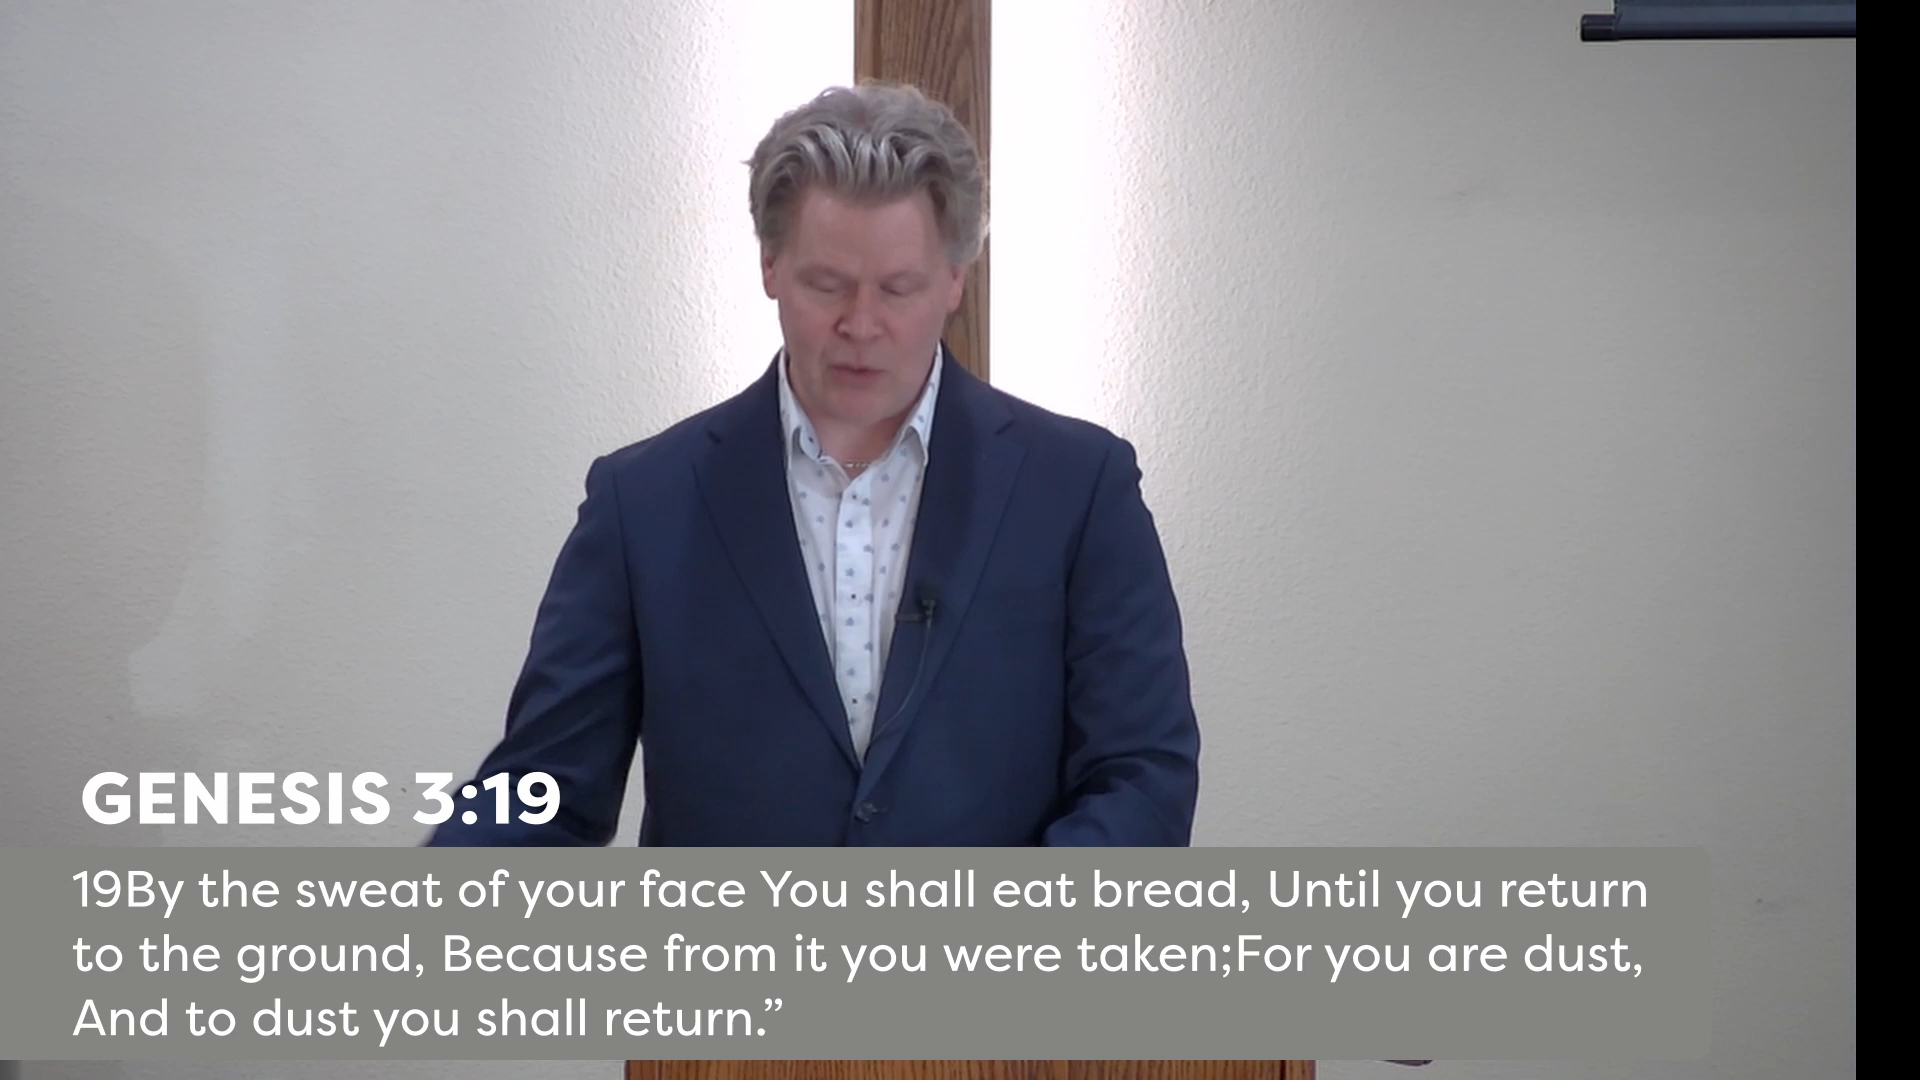 GENESIS 3:19
19By the sweat of your face You shall eat bread, Until you return
to the ground, Because from it you were taken;For you are dust,
And to dust you shall return.”